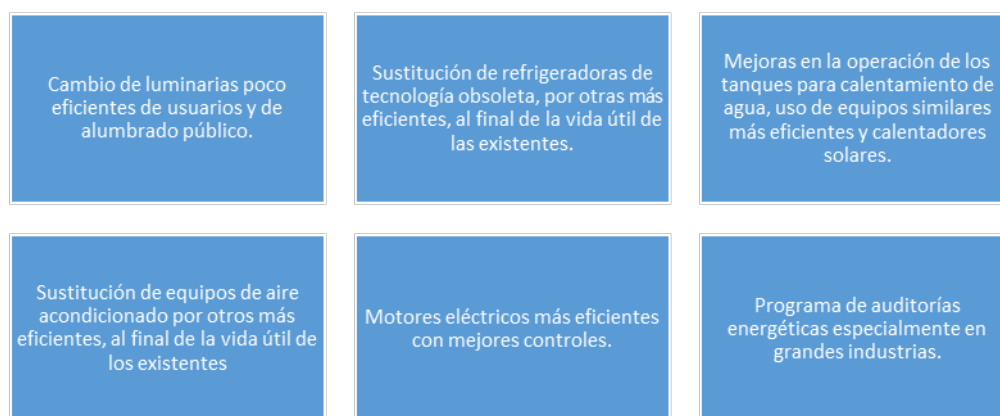 Cambio de luminarias poco
eficientes de usuarios y de
alumbrado público.
Sustitución de refrigeradoras de
tecnología obsoleta, por otras más
eficientes, al final de la vida útil de
las existentes.
Mejoras en la operación de los
tanques para calentamiento de
agua, uso de equipos similares
más eficientes y calentadores
solares.
Sustitución de equipos de aire
acondicionado por otros más
eficientes, al final de la vida útil de
los existentes
Motores eléctricos más eficientes
con mejores controles.
Programa de auditorías
energéticas especialmente en
grandes industrias.